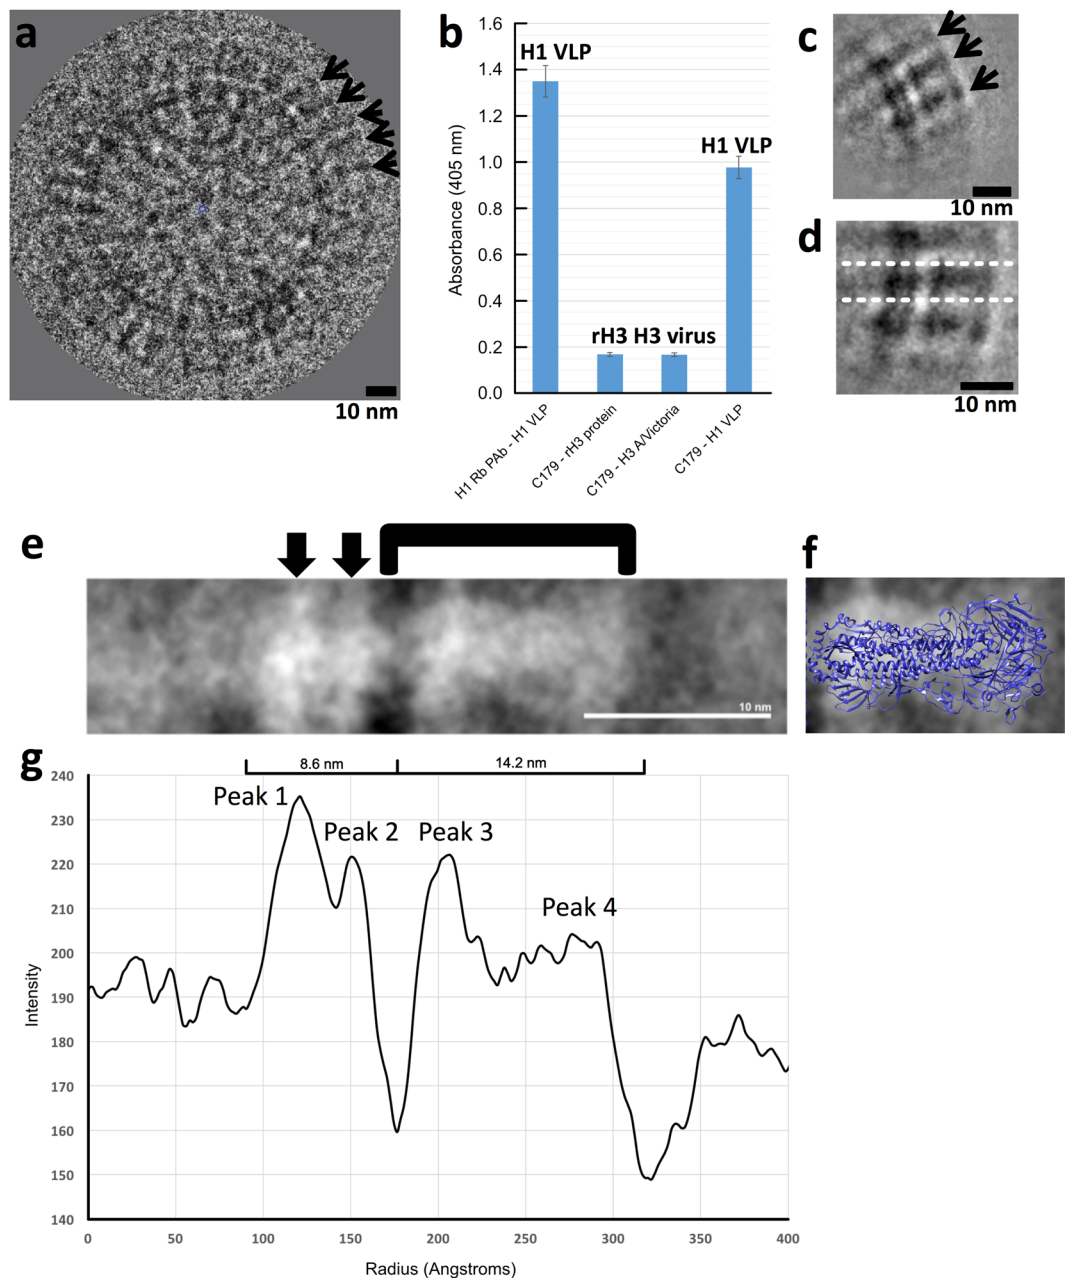 a
10 nm
b
1.6
1.4
1.2
1.0
0.8
0.6
0.4
0.2
0.0
Absorbance (405 nm)
H1 VLP
rH3 H3 virus
H1 VLP
H1 Rb PAb - H1 VLP
C179 - rH3 protein
C179 - H3 A/Victoria
C179 - H1 VLP
c
10 nm
d
10 nm
e
10 nm
f
g
8.6 nm
14.2 nm
Peak 1
Peak 2
Peak 3
Peak 4
240
230
220
210
200
190
180
170
160
150
140
Intensity
0 50 100 150 200 250 300 350 400
Radius (Angstroms)